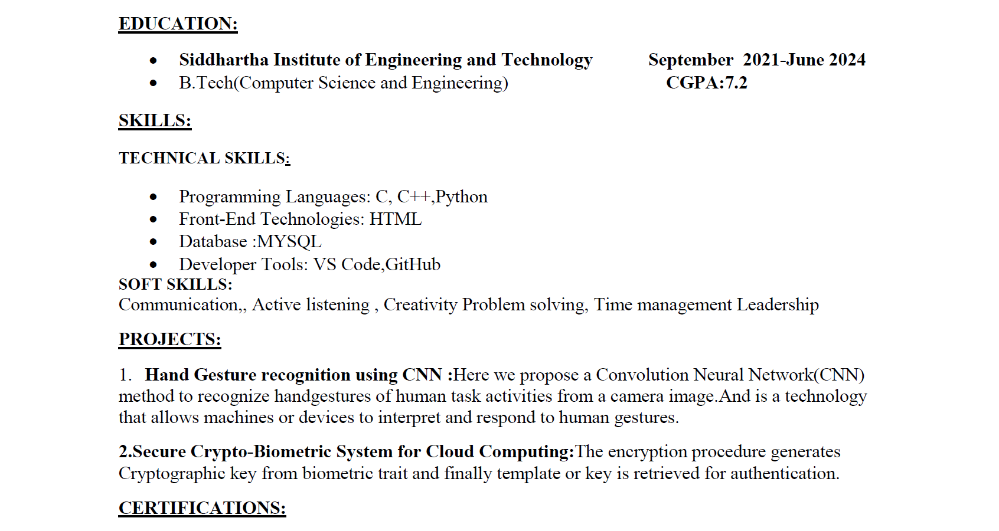 EDUCATION:
• Siddhartha Institute of Engineering and Technology September 2021-June 2024
• B.Tech(Computer Science and Engineering) CGPA:7.2
SKILLS:
TECHNICAL SKILLS:
• Programming Languages: C, C++,Python
• Front-End Technologies: HTML
• Database :MYSQL
• Developer Tools: VS Code,GitHub
SOFT SKILLS:
Communication,, Active listening , Creativity Problem solving, Time management Leadership
PROJECTS:
1. Hand Gesture recognition using CNN :Here we propose a Convolution Neural Network(CNN)
method to recognize handgestures of human task activities from a camera image.And is a technology
that allows machines or devices to interpret and respond to human gestures.
2.Secure Crypto-Biometric System for Cloud Computing:The encryption procedure generates
Cryptographic key from biometric trait and finally template or key is retrieved for authentication.
CERTIFICATIONS: